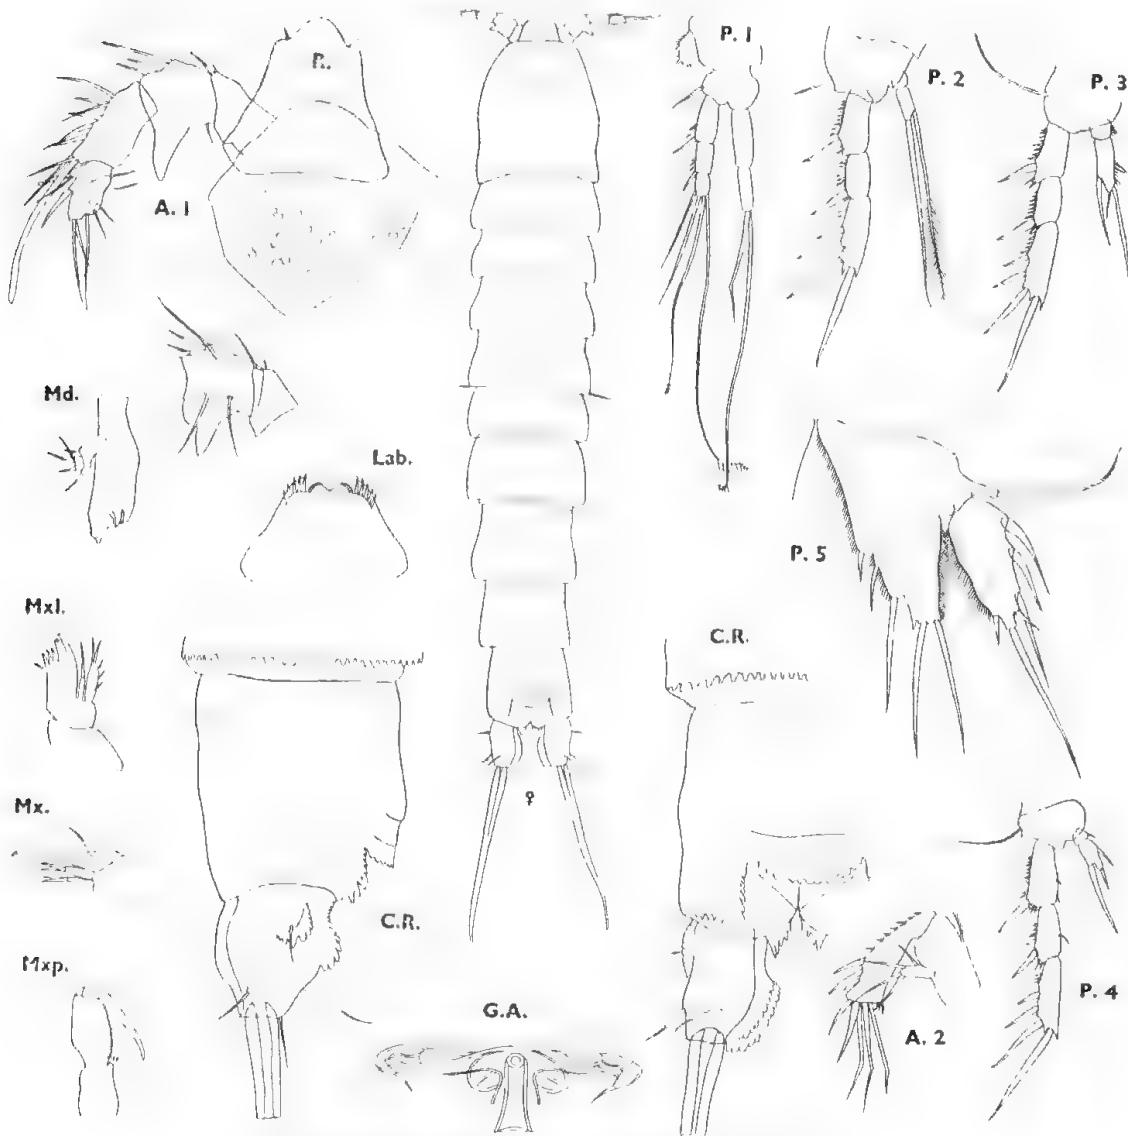 R.
P. 1
P. 2
P. 3
A. 1
Md.
Lab.
P. 5
Mxl.
C.R.
Mx.
♀
C.R.
Mxp.
G.A.
A. 2
P. 4